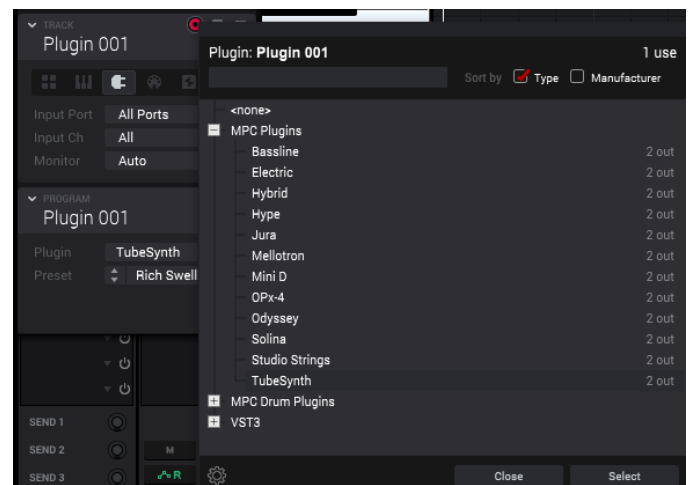 TRACK
Plugin 001
Input Port All Ports
Input Ch All
Monitor Auto
PROGRAM
Plugin 001
Plugin TubeSynth
Preset Rich Swell
SEND 1
SEND 2 M
SEND 3 R
Plugin: Plugin 001 1 use
Sort by Type Manufacturer
<none>
MPC Plugins
Bassline 2 out
Electric 2 out
Hybrid 2 out
Hype 2 out
Jura 2 out
Mellotron 2 out
Mini D 2 out
OPx-4 2 out
Odyssey 2 out
Solina 2 out
Studio Strings 2 out
TubeSynth 2 out
MPC Drum Plugins
VST3
Close Select